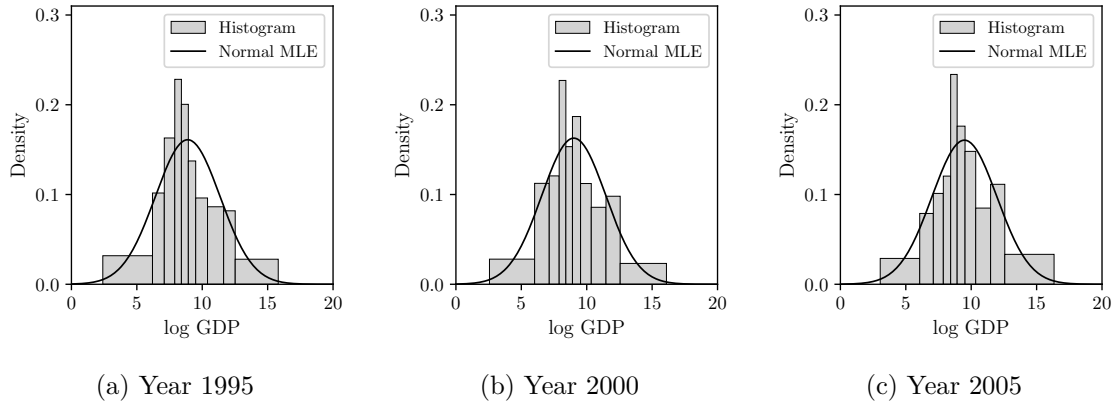 Histogram
Normal MLE
Density
0.0
0.1
0.2
0.3
0 5 10 15 20
log GDP
(a) Year 1995
Histogram
Normal MLE
Density
0.0
0.1
0.2
0.3
0 5 10 15 20
log GDP
(b) Year 2000
Histogram
Normal MLE
Density
0.0
0.1
0.2
0.3
0 5 10 15 20
log GDP
(c) Year 2005